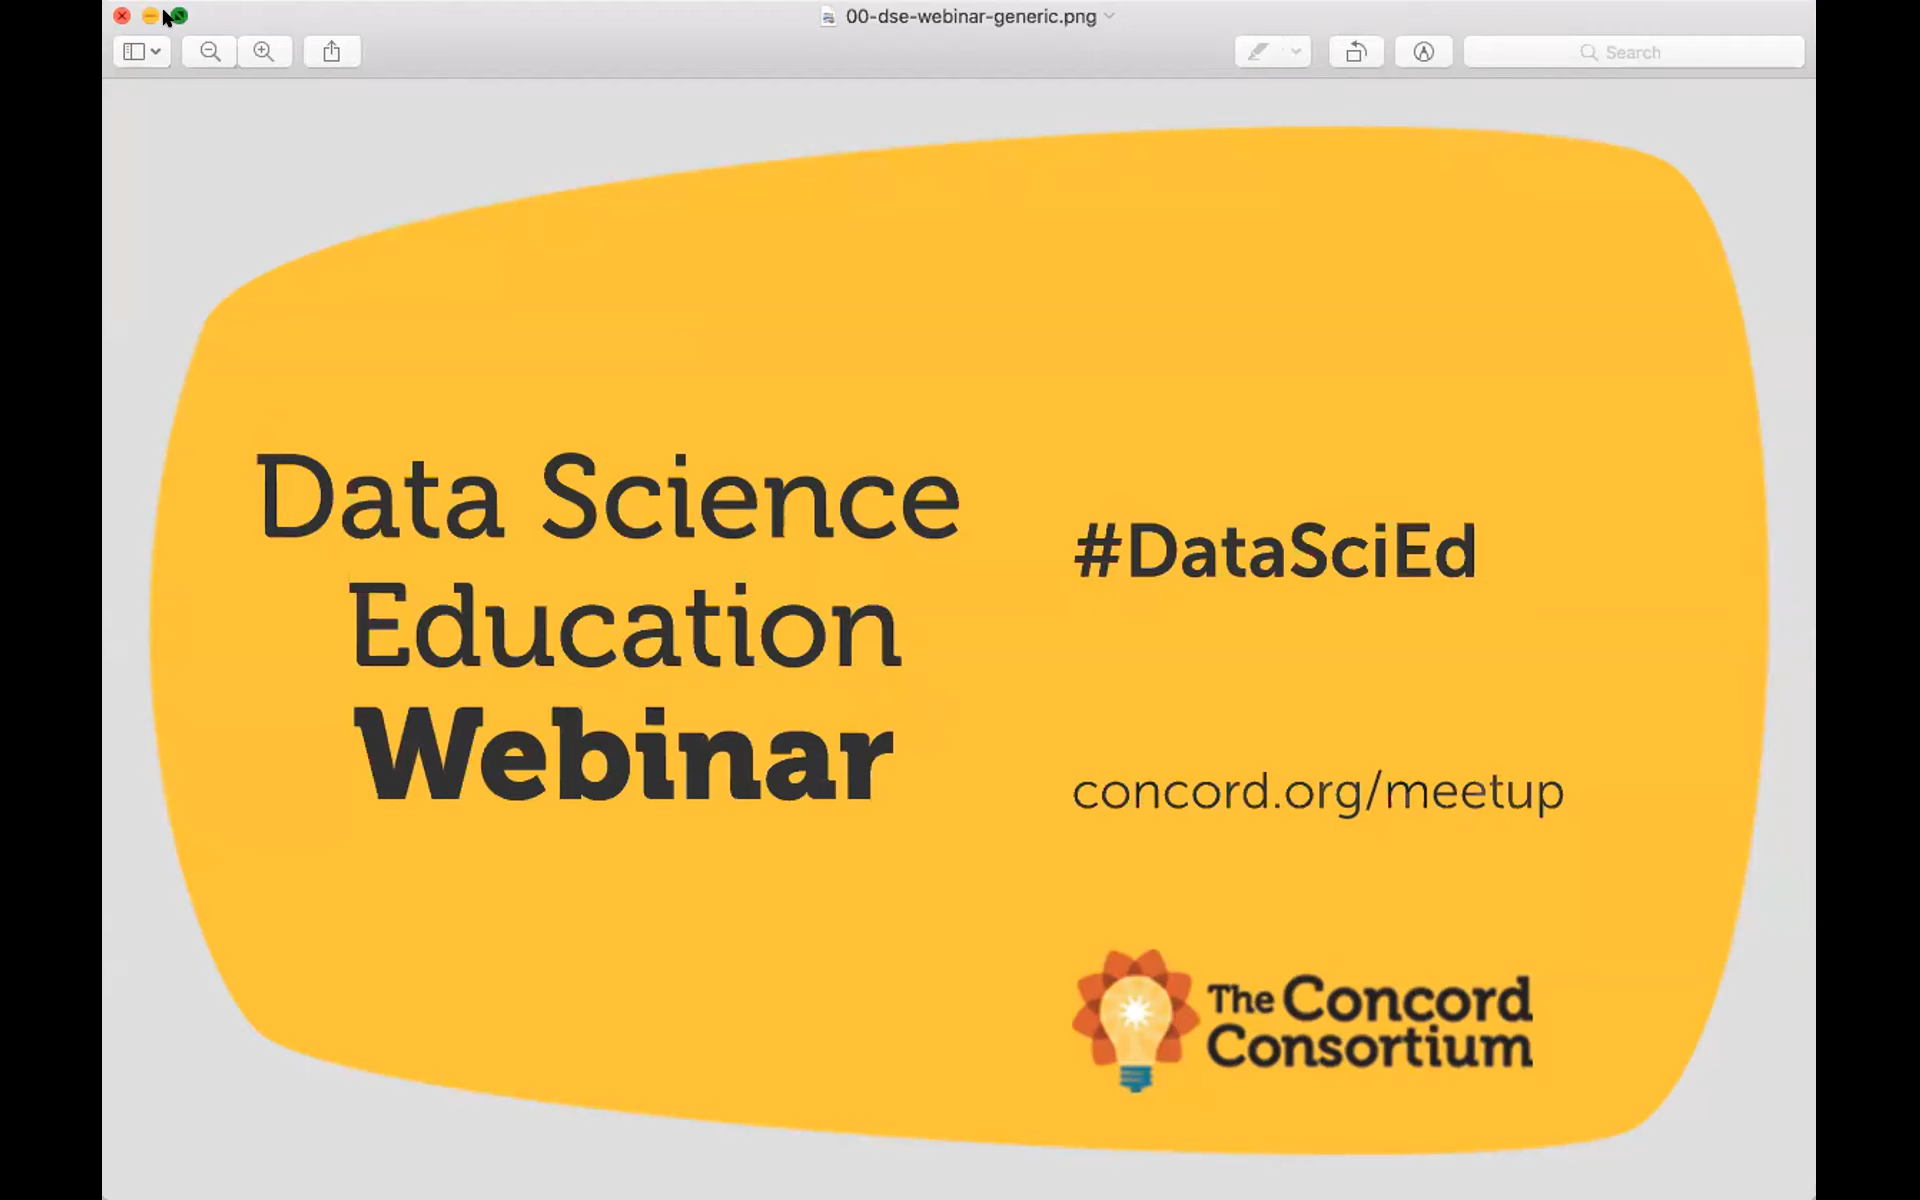 00-dse-webinar-generic.png
Search
Data Science
Education
Webinar
#DataSciEd
concord.org/meetup
The Concord
Consortium